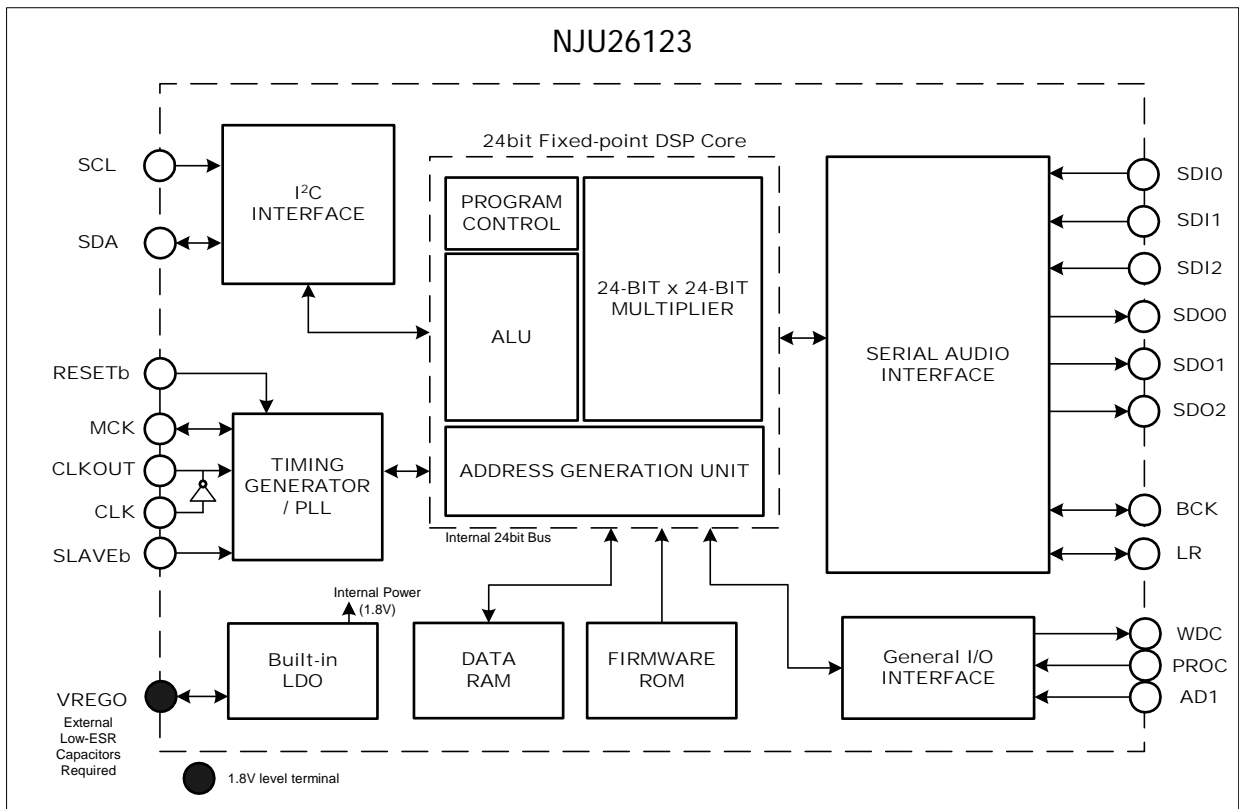 NJU26123
24bit Fixed-point DSP Core
SCL
SDA
I²C
INTERFACE
PROGRAM
CONTROL
24-BIT x 24-BIT
MULTIPLIER
ALU
ADDRESS GENERATION UNIT
Internal 24bit Bus
SERIAL AUDIO
INTERFACE
SDI0
SDI1
SDI2
SDO0
SDO1
SDO2
BCK
LR
RESETb
MCK
CLKOUT
CLK
SLAVEb
TIMING
GENERATOR
/ PLL
Internal Power
(1.8V)
Built-in
LDO
DATA
RAM
FIRMWARE
ROM
General I/O
INTERFACE
WDC
PROC
AD1
VREGO
External
Low-ESR
Capacitors
Required
1.8V level terminal